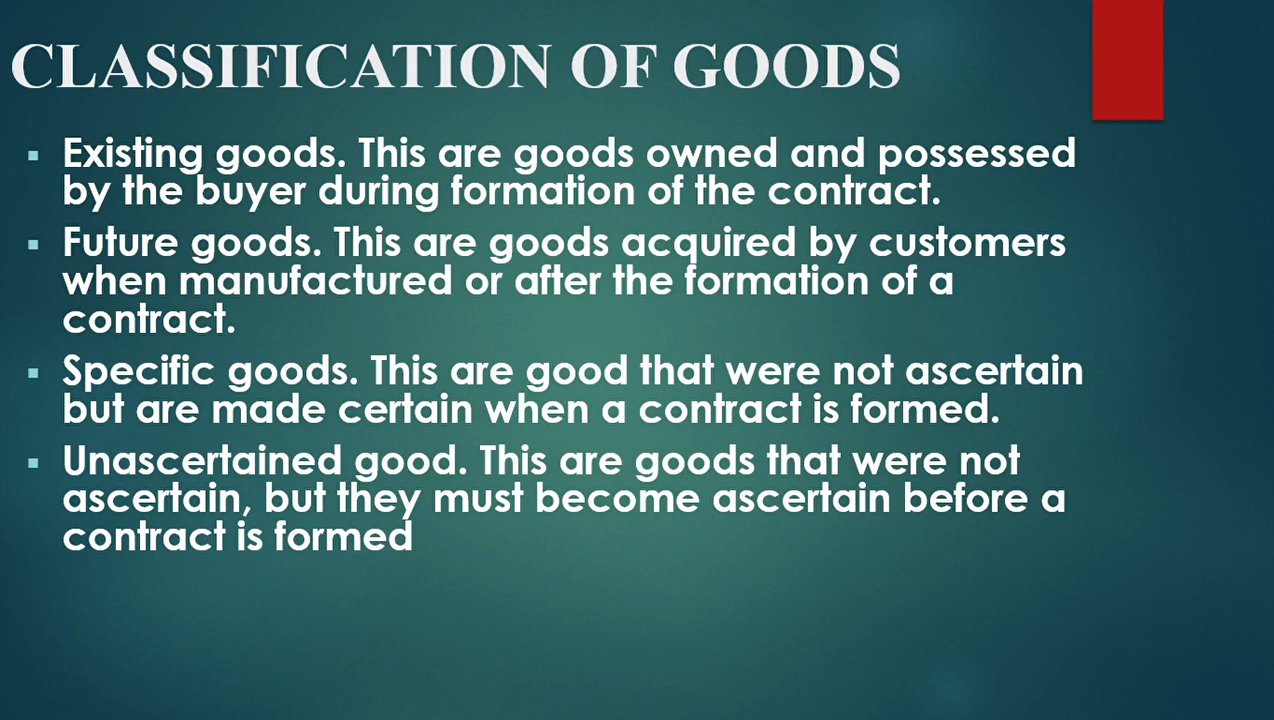 CLASSIFICATION OF GOODS
▪ Existing goods. This are goods owned and possessed
by the buyer during formation of the contract.
▪ Future goods. This are goods acquired by customers
when manufactured or after the formation of a
contract.
▪ Specific goods. This are good that were not ascertain
but are made certain when a contract is formed.
▪ Unascertained good. This are goods that were not
ascertain, but they must become ascertain before a
contract is formed